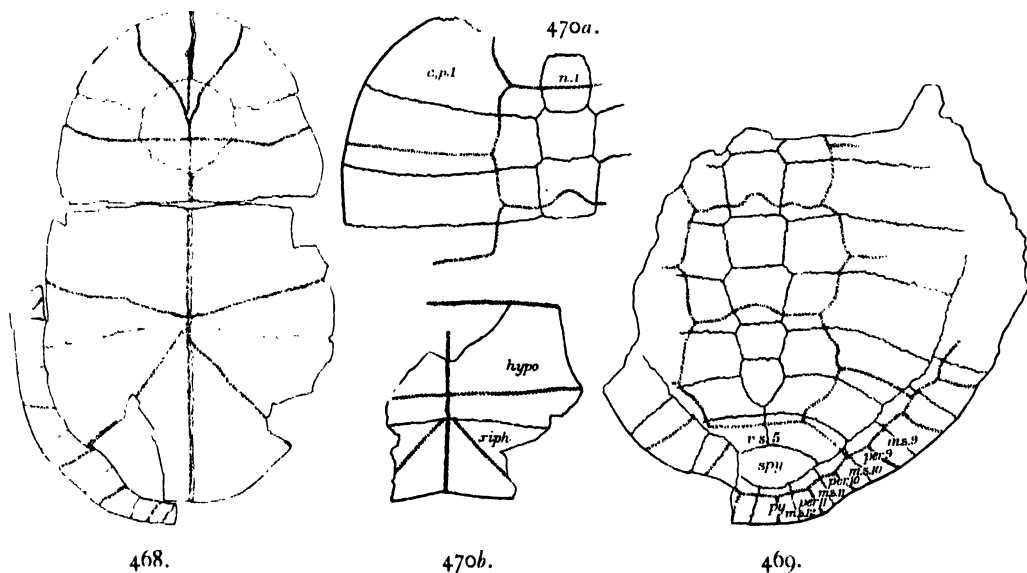 470a.
c.p.1
n.1
hypo
xiph
v.s.5
spy
m.s.9
per.9
m.s.10
per.10
m.s.11
per.11
py
m.s.12
468.
470b.
469.